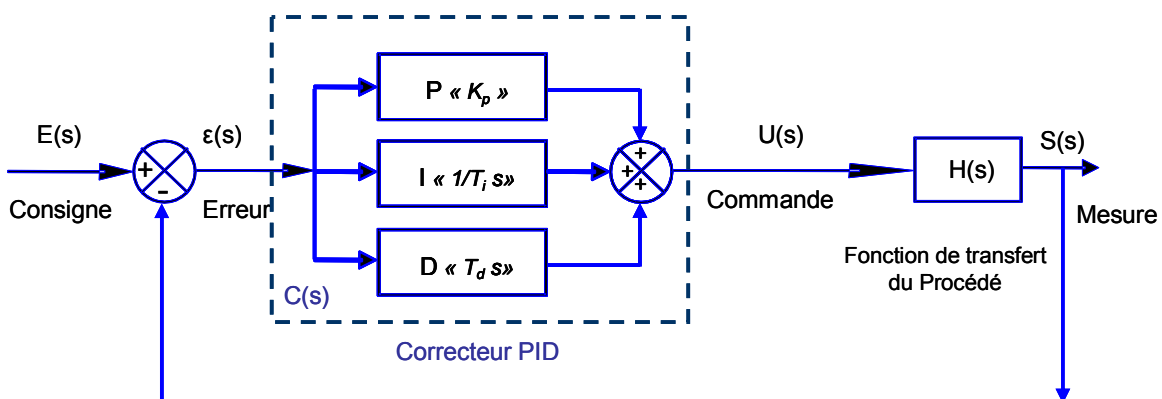 E(s)
Consigne
+
-
ε(s)
Erreur
P « Kp »
I « 1/Ti s»
D « Td s»
C(s)
+
+
+
Correcteur PID
U(s)
Commande
H(s)
Fonction de transfert
du Procédé
S(s)
Mesure